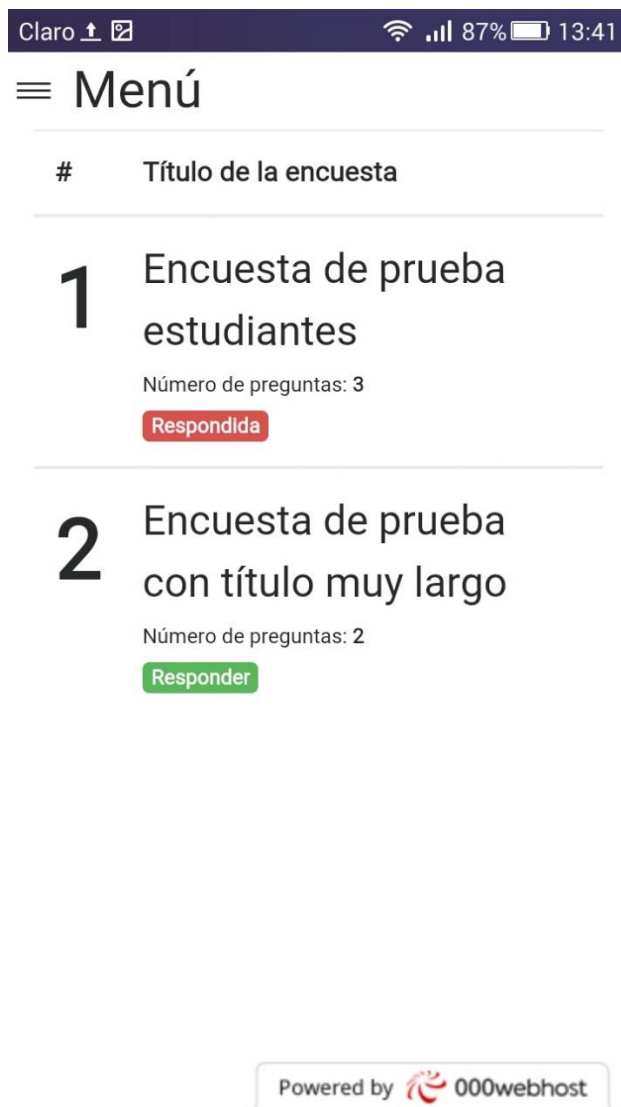 Claro 87% 13:41
Menú
# Título de la encuesta
1 Encuesta de prueba
estudiantes
Número de preguntas: 3
Respondida
2 Encuesta de prueba
con título muy largo
Número de preguntas: 2
Responder
Powered by 000webhost